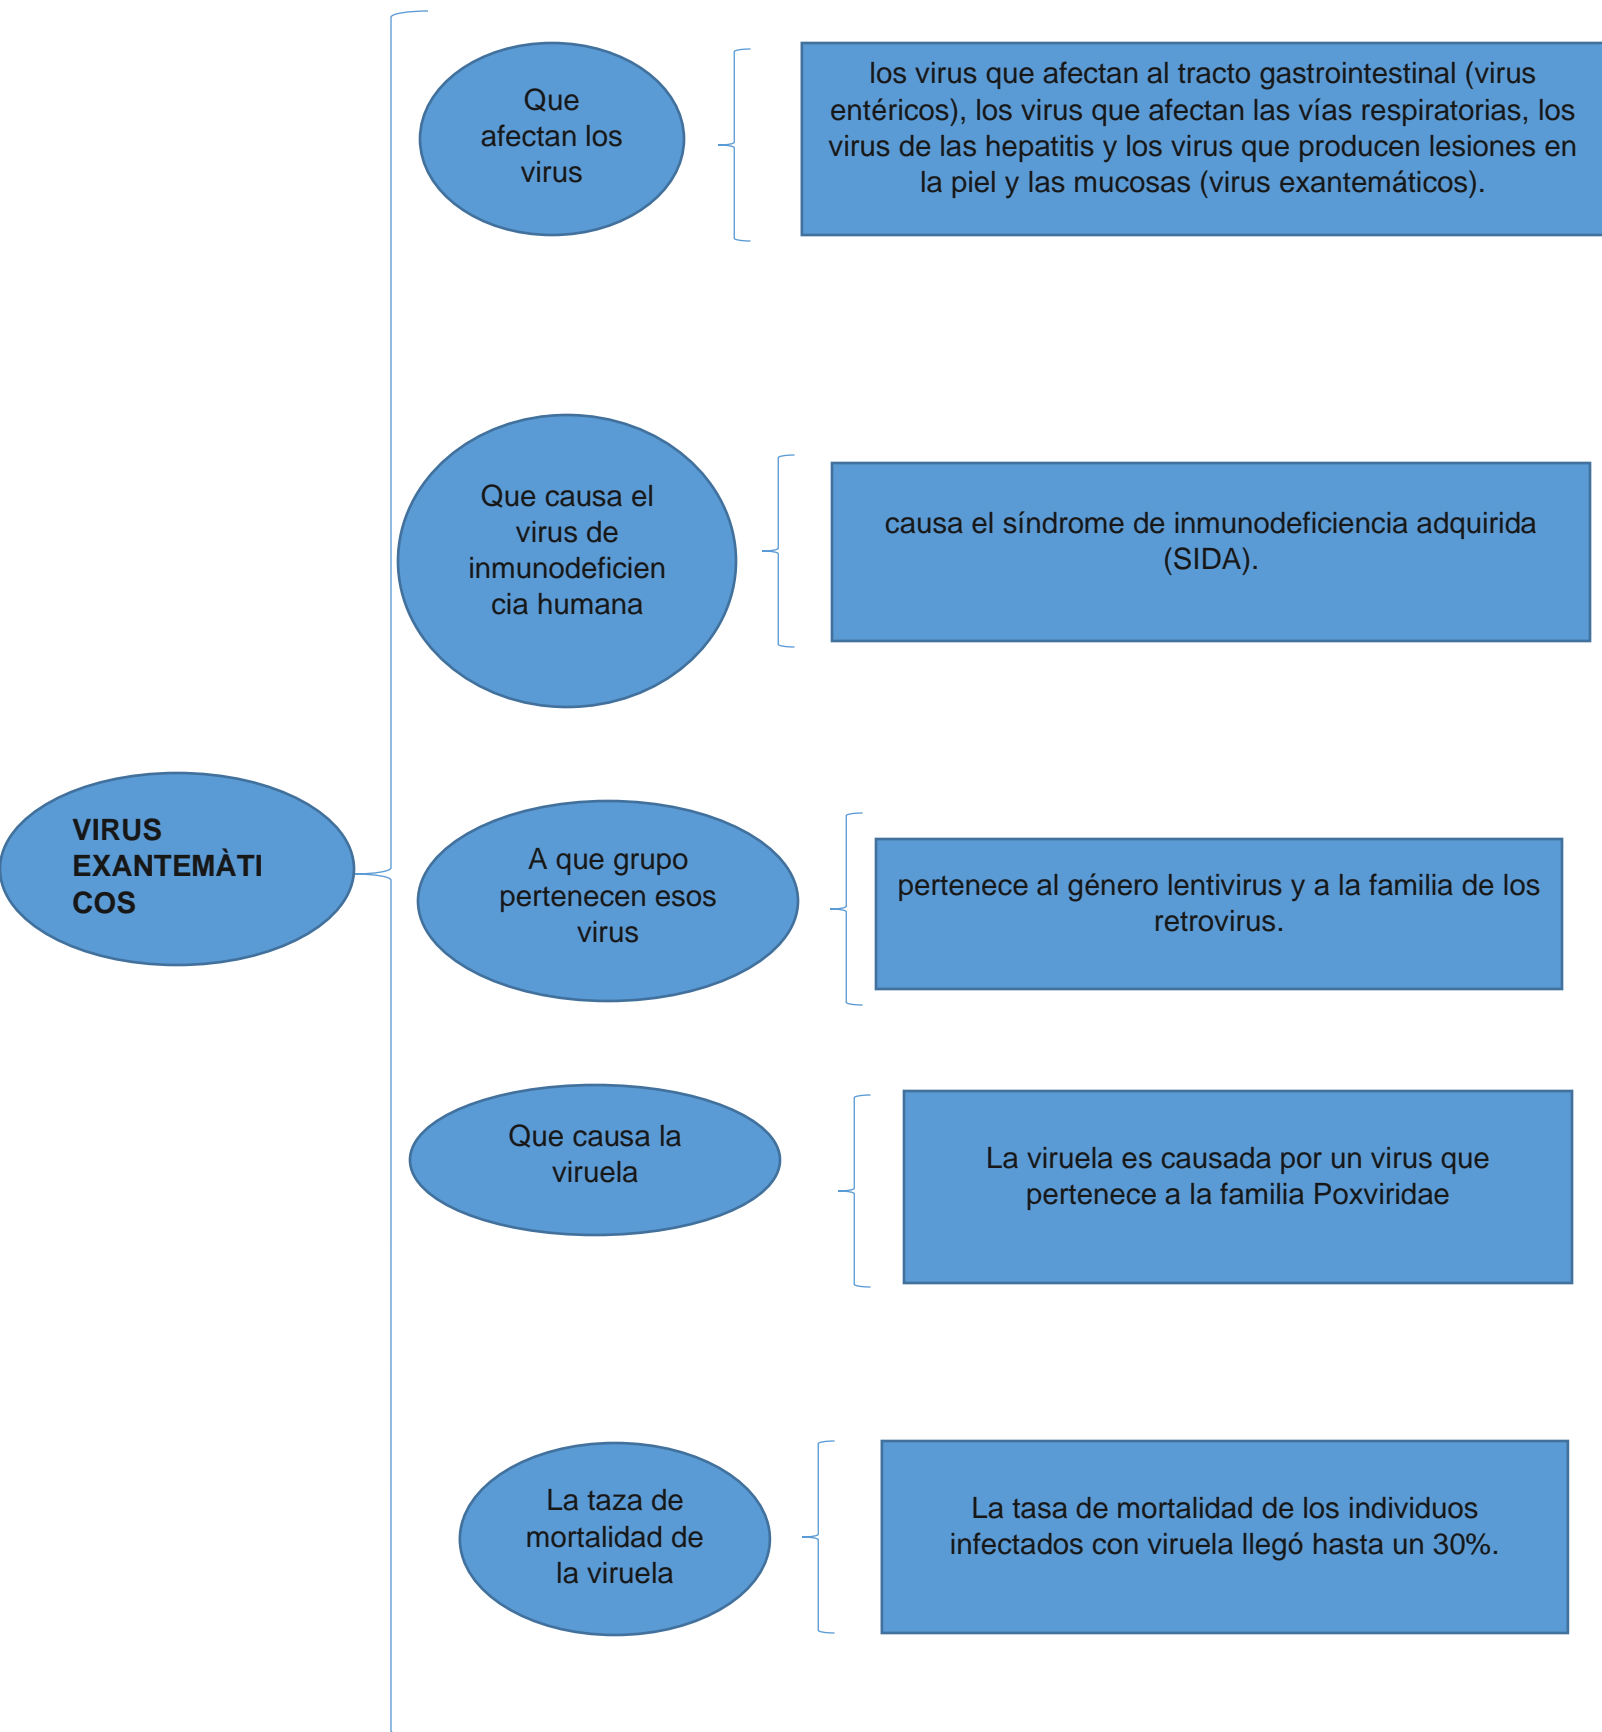 Que
afectan los
virus
los virus que afectan al tracto gastrointestinal (virus
entéricos), los virus que afectan las vías respiratorias, los
virus de las hepatitis y los virus que producen lesiones en
la piel y las mucosas (virus exantemáticos).
Que causa el
virus de
inmunodeficien
cia humana
causa el síndrome de inmunodeficiencia adquirida
(SIDA).
VIRUS
EXANTEMÀTI
COS
A que grupo
pertenecen esos
virus
pertenece al género lentivirus y a la familia de los
retrovirus.
Que causa la
viruela
La viruela es causada por un virus que
pertenece a la familia Poxviridae
La taza de
mortalidad de
la viruela
La tasa de mortalidad de los individuos
infectados con viruela llegó hasta un 30%.